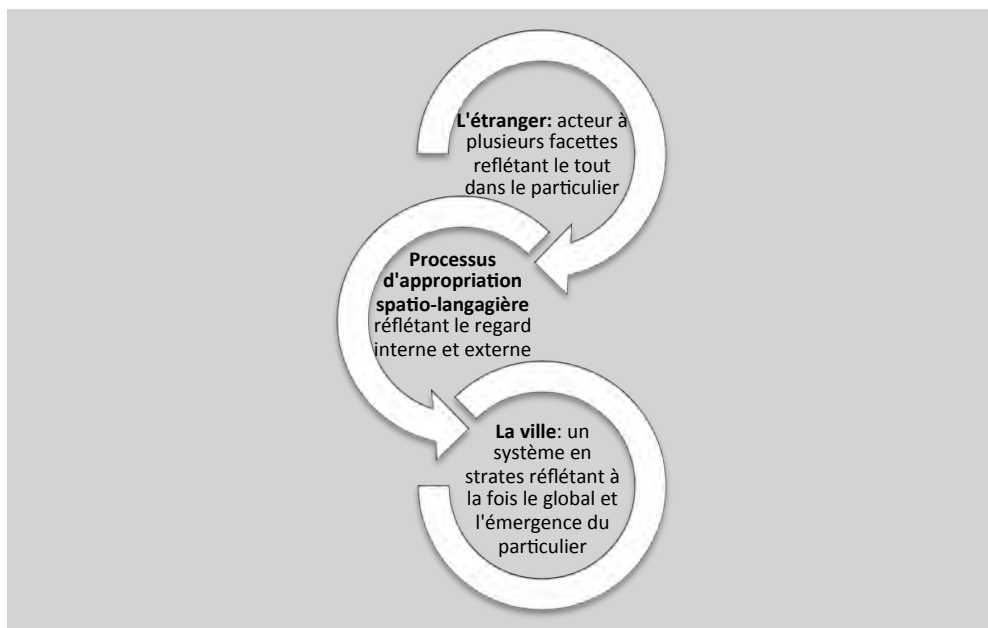 L'étranger: acteur à
plusieurs facettes
reflétant le tout
dans le particulier
Processus
d'appropriation
spatio-langagière
réflétant le regard
interne et externe
La ville: un
système en
strates réflétant à
la fois le global et
l'émergence du
particulier